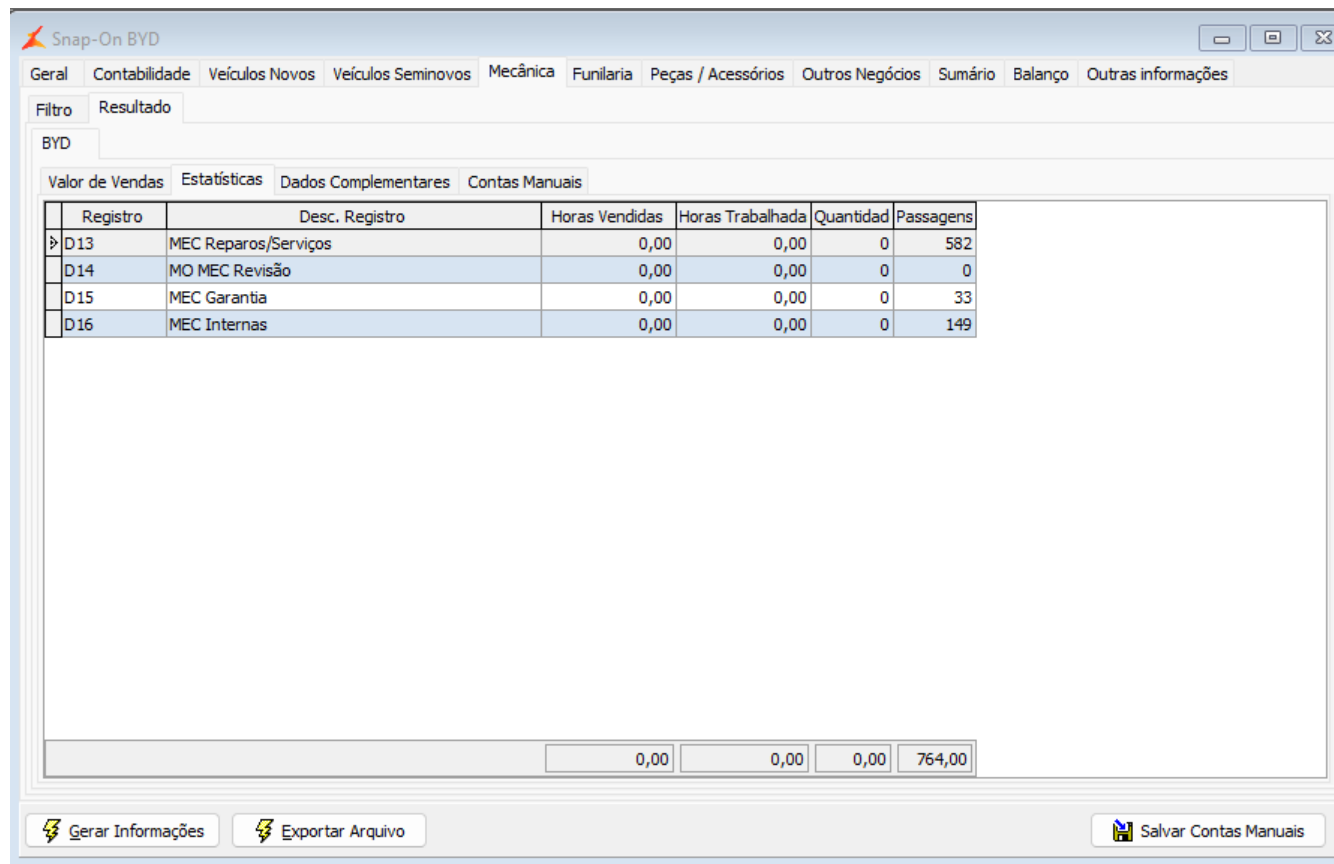 Snap-On BYD
Geral Contabilidade Veículos Novos Veículos Seminovos Mecânica Funilaria Peças / Acessórios Outros Negócios Sumário Balanço Outras informações
Filtro Resultado
BYD
Valor de Vendas Estatísticas Dados Complementares Contas Manuais
Registro Desc. Registro Horas Vendidas Horas Trabalhada Quantidad Passagens
D13 MEC Reparos/Serviços 0,00 0,00 0 582
D14 MO MEC Revisão 0,00 0,00 0 0
D15 MEC Garantia 0,00 0,00 0 33
D16 MEC Internas 0,00 0,00 0 149
0,00 0,00 0,00 764,00
Gerar Informações Exportar Arquivo Salvar Contas Manuais